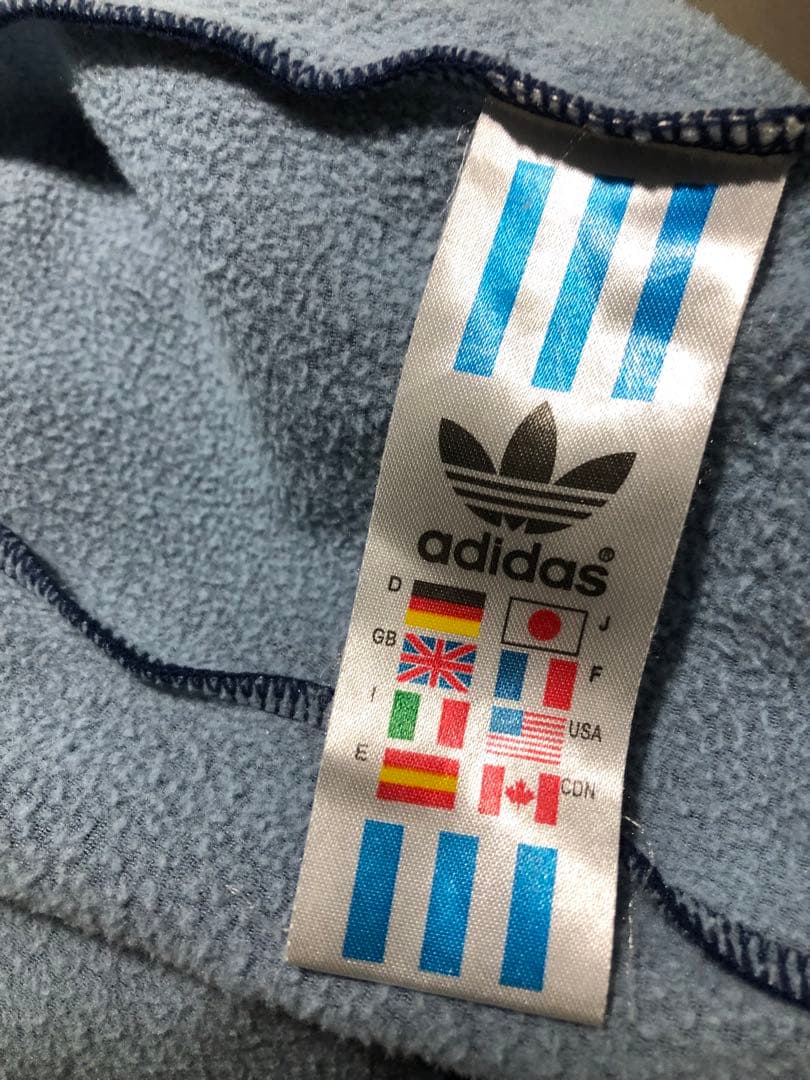 adidas®
D J
GB F
I USA
E CDN